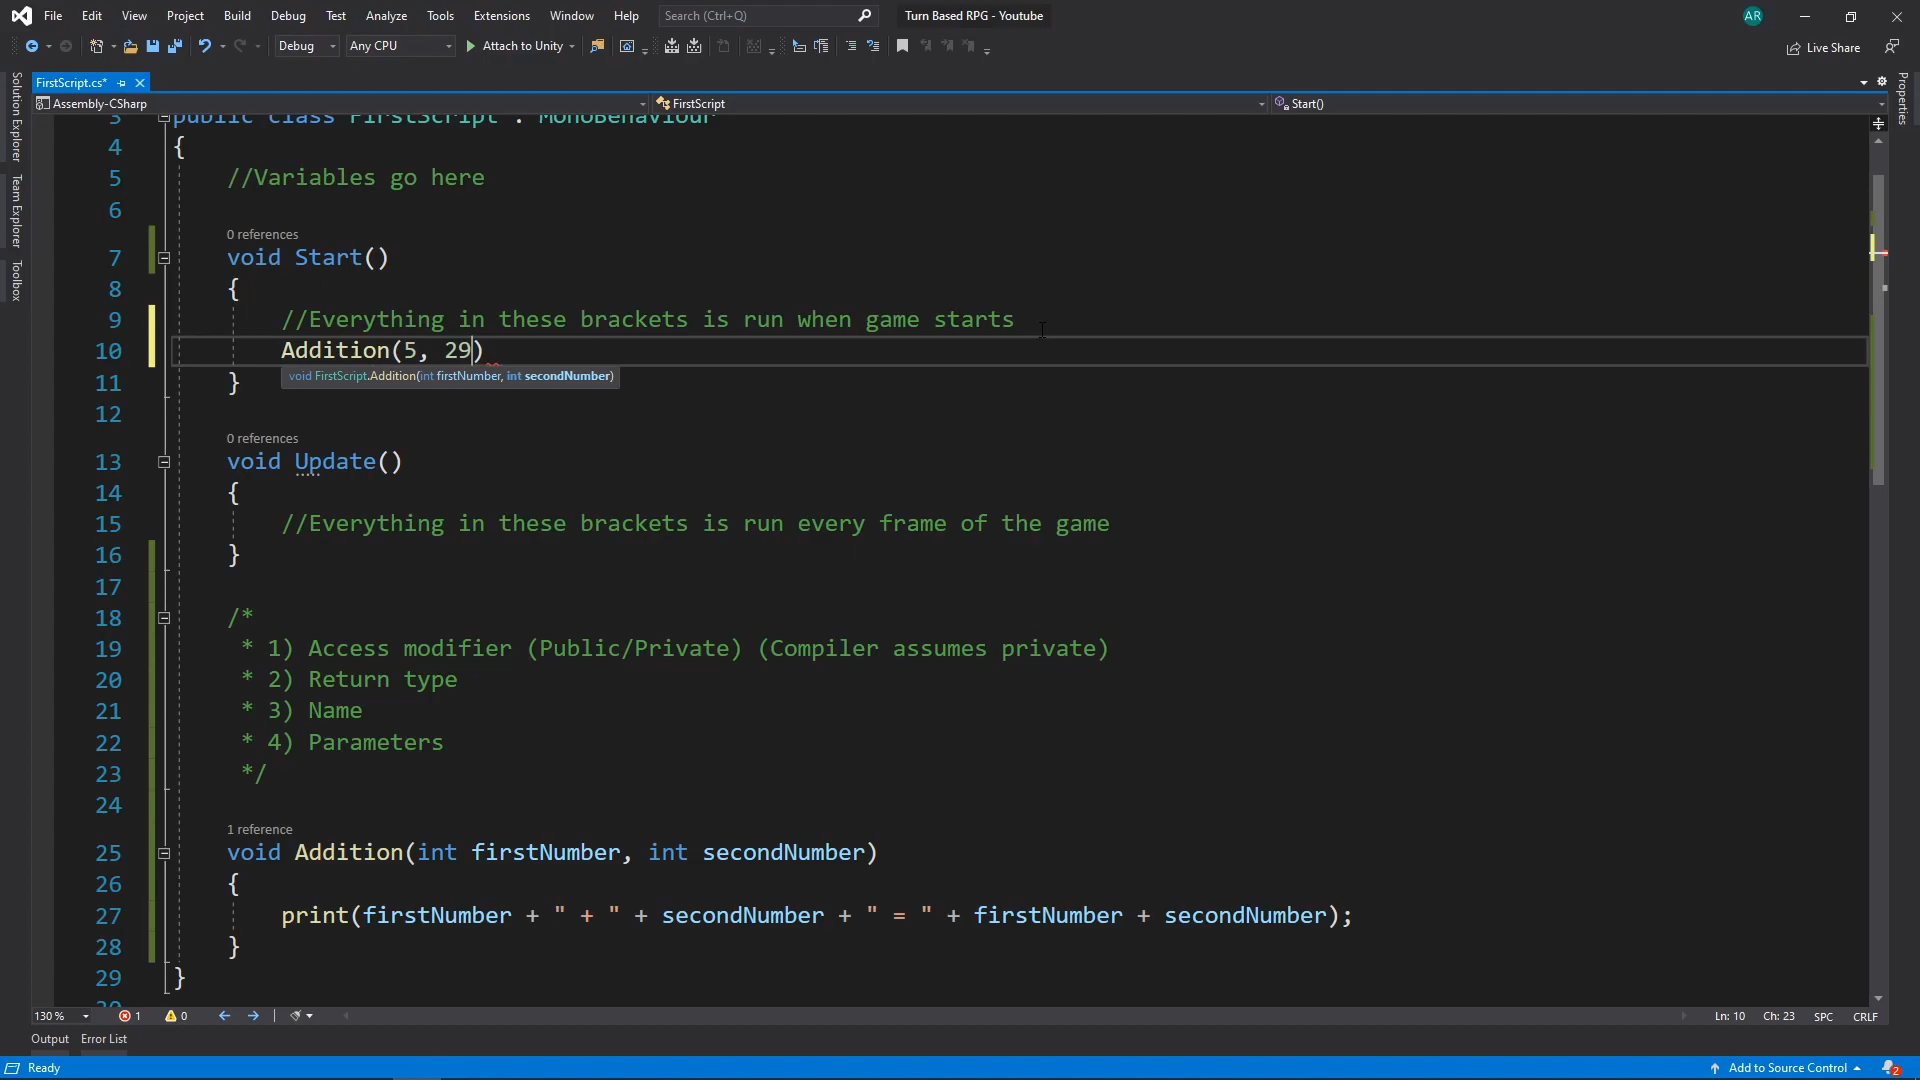 File Edit View Project Build Debug Test Analyze Tools Extensions Window Help Search (Ctrl+Q) Turn Based RPG - Youtube AR
Debug Any CPU Attach to Unity Live Share
FirstScript.cs*
Assembly-CSharp FirstScript Start()
Solution Explorer
Team Explorer
Toolbox
Properties
3 public class FirstScript : MonoBehaviour
4 {
5 //Variables go here
6
0 references
7 void Start()
8 {
9 //Everything in these brackets is run when game starts
10 Addition(5, 29)
void FirstScript.Addition(int firstNumber, int secondNumber)
11 }
12
0 references
13 void Update()
14 {
15 //Everything in these brackets is run every frame of the game
16 }
17
18 /*
19 * 1) Access modifier (Public/Private) (Compiler assumes private)
20 * 2) Return type
21 * 3) Name
22 * 4) Parameters
23 */
24
1 reference
25 void Addition(int firstNumber, int secondNumber)
26 {
27 print(firstNumber + " + " + secondNumber + " = " + firstNumber + secondNumber);
28 }
29 }
130 % 1 0 Ln: 10 Ch: 23 SPC CRLF
Output Error List
Ready Add to Source Control 2